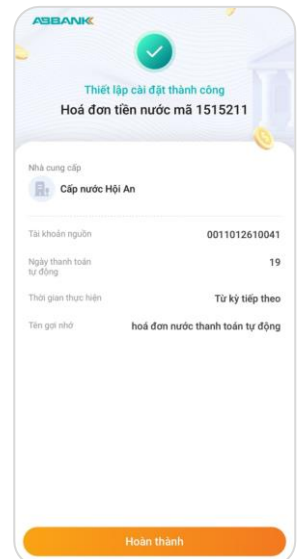 ABBANK
Thiết lập cài đặt thành công
Hoá đơn tiền nước mã 1515211
Nhà cung cấp
Cấp nước Hội An
Tài khoản nguồn 0011012610041
Ngày thanh toán 19
tự động
Thời gian thực hiện Từ kỳ tiếp theo
Tên gợi nhớ hoá đơn nước thanh toán tự động
Hoàn thành